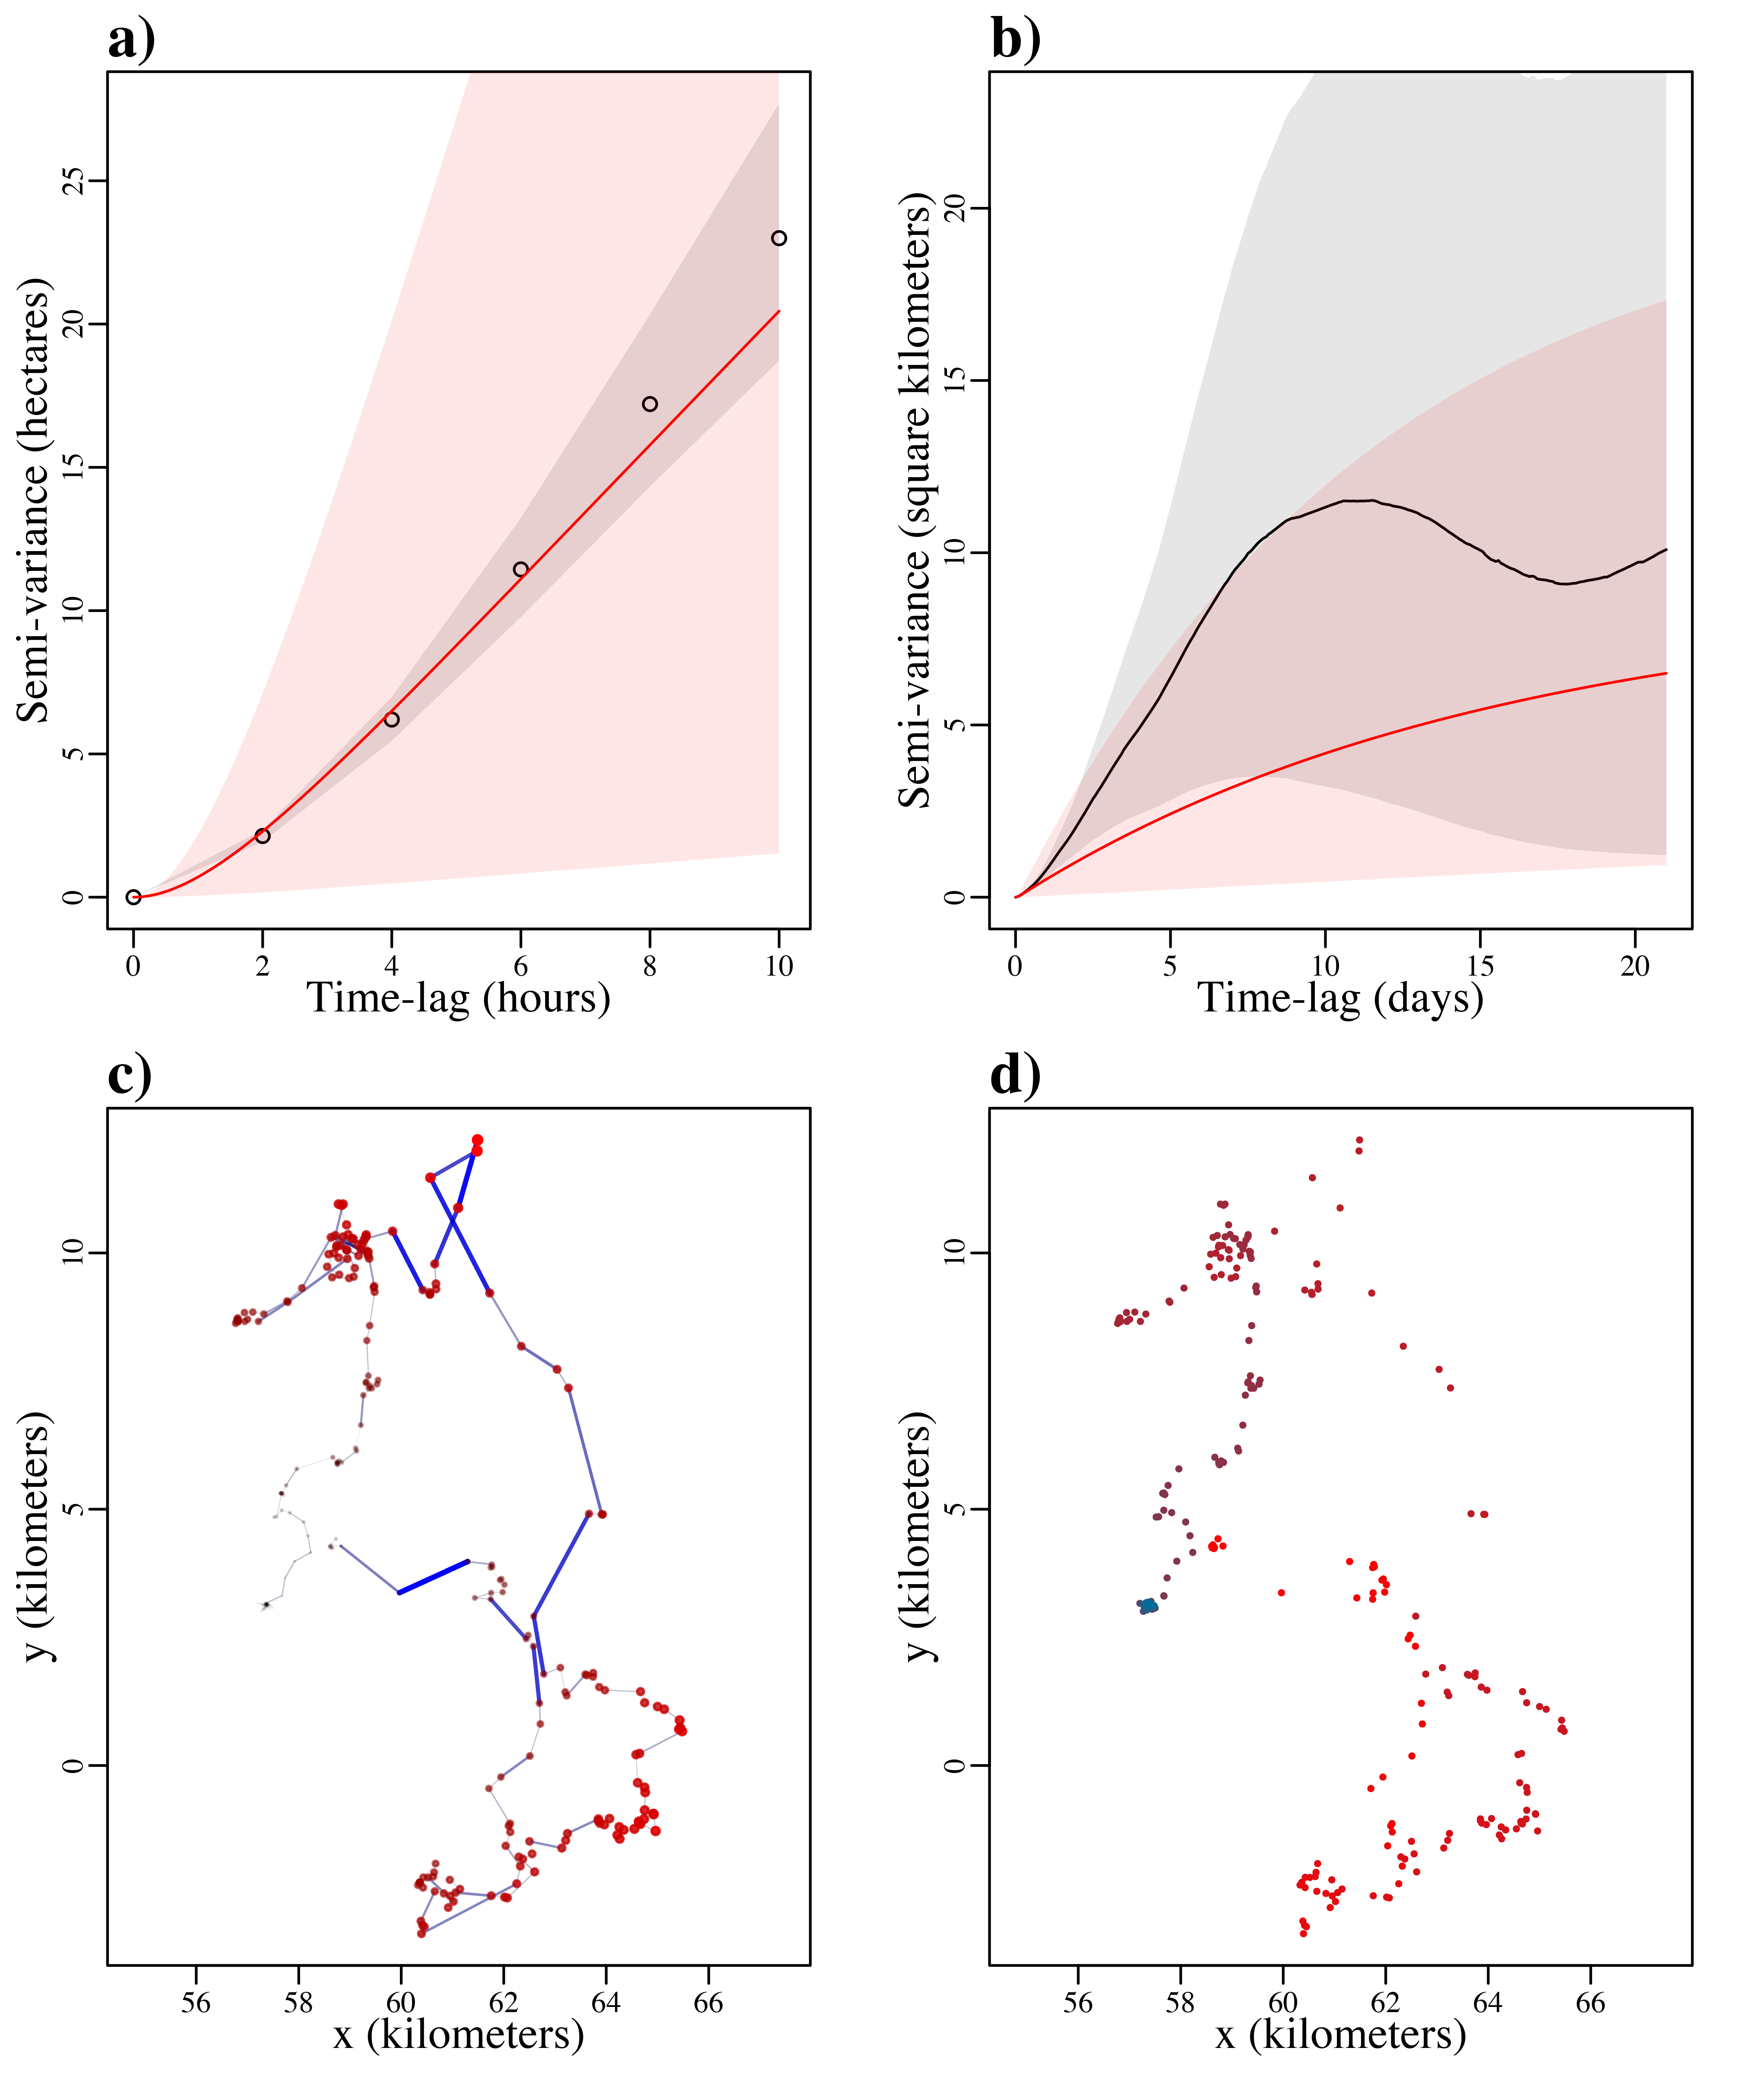 a)
Semi-variance (hectares)
0 5 10 15 20 25
0 2 4 6 8 10
Time-lag (hours)
b)
Semi-variance (square kilometers)
0 5 10 15 20
0 5 10 15 20
Time-lag (days)
c)
y (kilometers)
0 5 10
56 58 60 62 64 66
x (kilometers)
d)
y (kilometers)
0 5 10
56 58 60 62 64 66
x (kilometers)